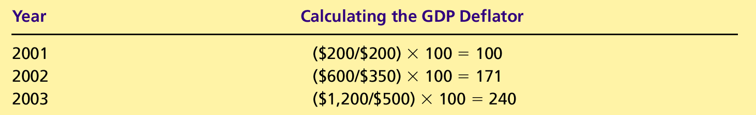 Year Calculating the GDP Deflator
2001 ($200/$200) × 100 = 100
2002 ($600/$350) × 100 = 171
2003 ($1,200/$500) × 100 = 240